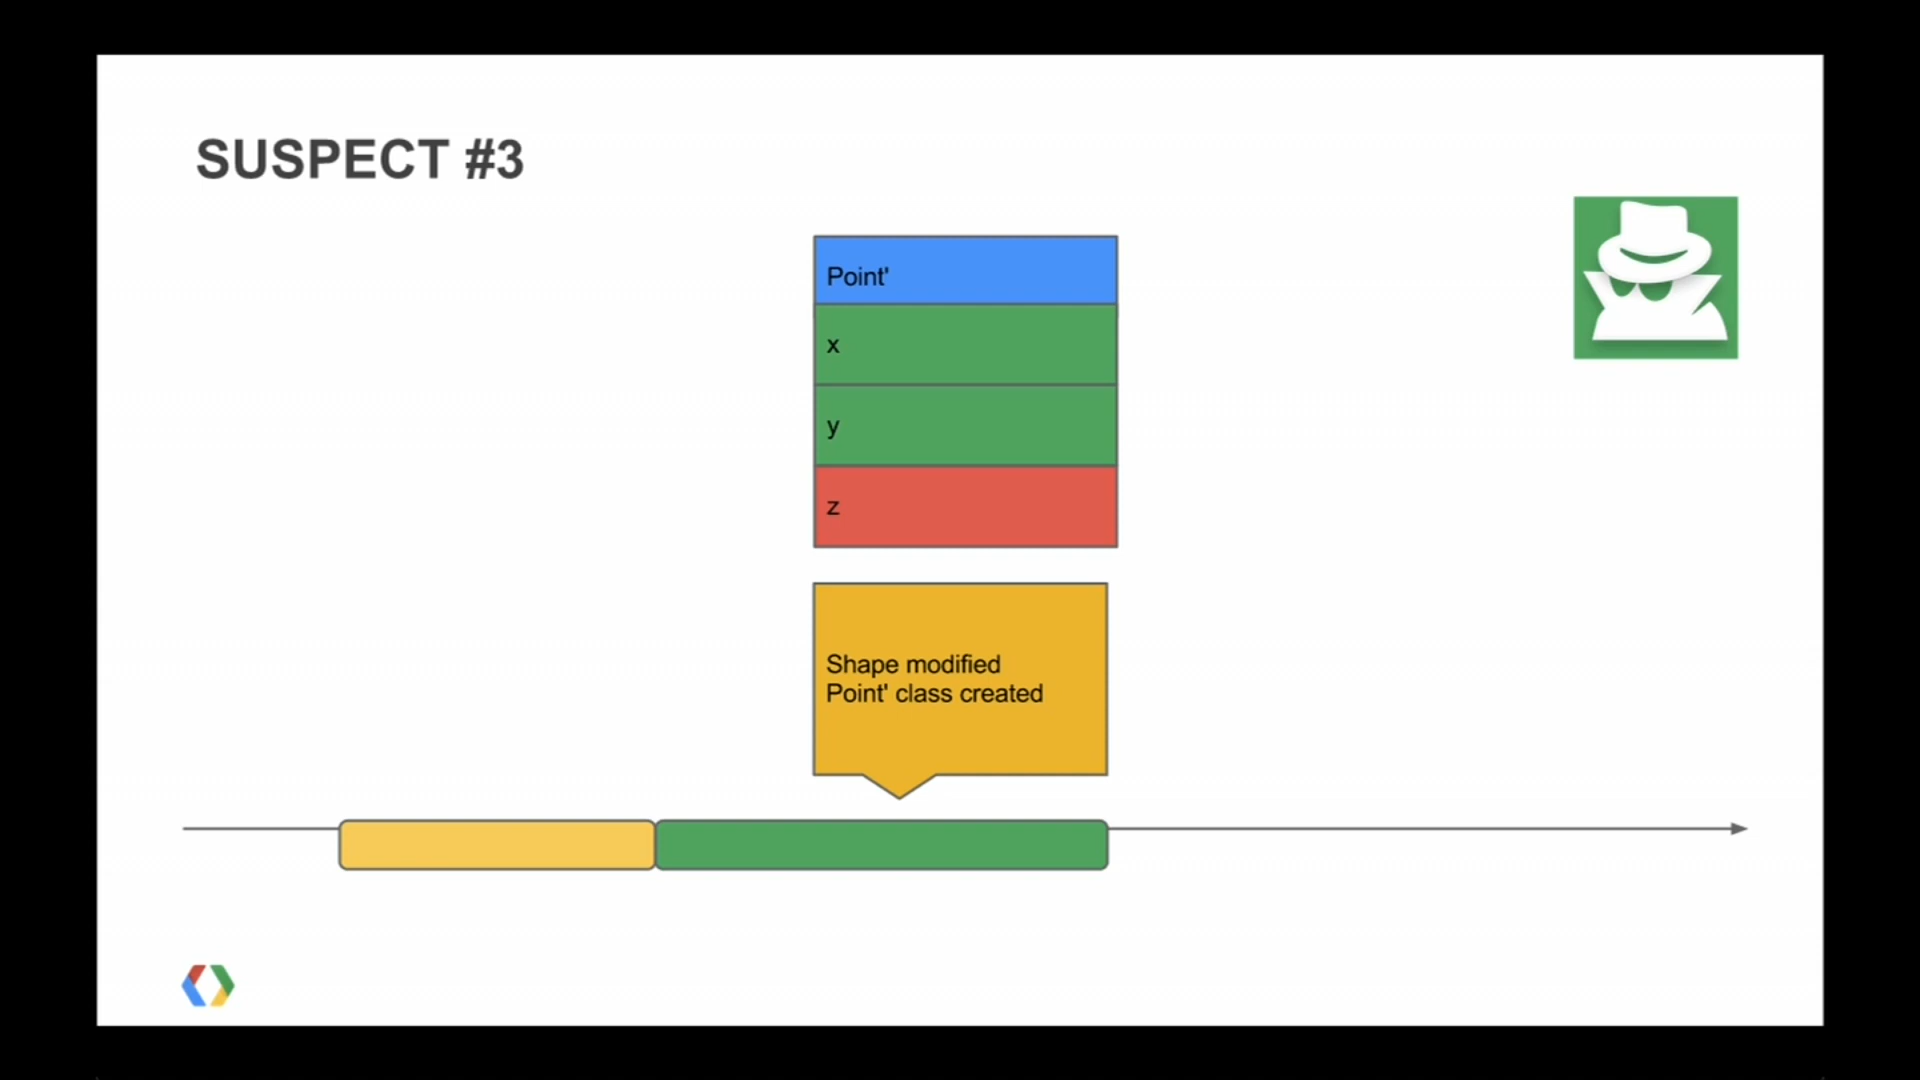 SUSPECT #3
Point'
x
y
z
Shape modified
Point' class created